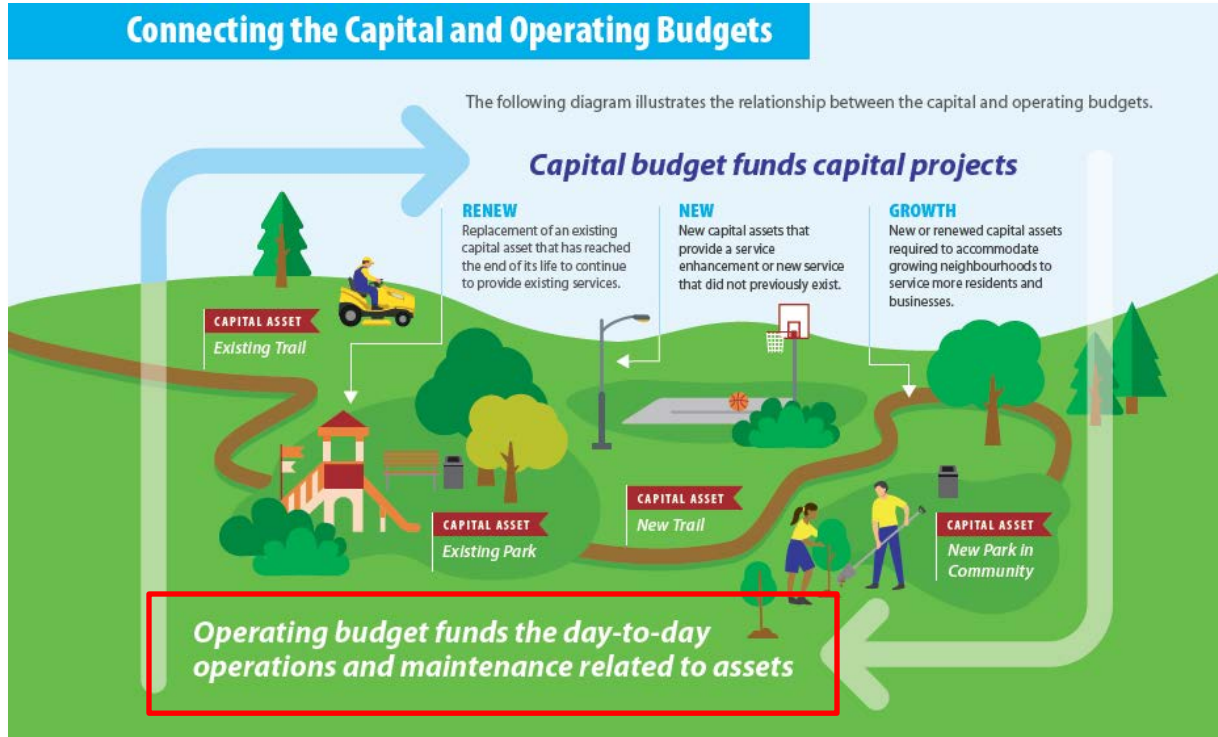 Connecting the Capital and Operating Budgets
The following diagram illustrates the relationship between the capital and operating budgets.
Capital budget funds capital projects
RENEW
Replacement of an existing
capital asset that has reached
the end of its life to continue
to provide existing services.
NEW
New capital assets that
provide a service
enhancement or new service
that did not previously exist.
GROWTH
New or renewed capital assets
required to accommodate
growing neighbourhoods to
service more residents and
businesses.
CAPITAL ASSET
Existing Trail
CAPITAL ASSET
Existing Park
CAPITAL ASSET
New Trail
CAPITAL ASSET
New Park in
Community
Operating budget funds the day-to-day
operations and maintenance related to assets